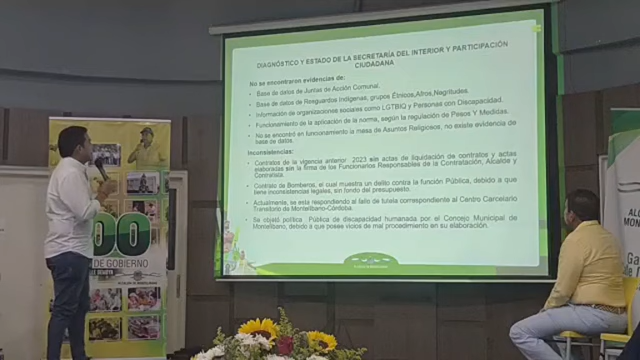 DIAGNÓSTICO Y ESTADO DE LA SECRETARÍA DEL INTERIOR Y PARTICIPACIÓN
CIUDADANA
No se encontraron evidencias de:
• Base de datos de Juntas de Acción Comunal.
• Base de datos de Resguardos Indígenas, grupos Étnicos,Afros,Negritudes.
• Información de organizaciones sociales como LGTBIQ y Personas con Discapacidad.
• Funcionamiento de la aplicación de la norma, según la regulación de Pesos Y Medidas.
• No se encontró en funcionamiento la mesa de Asuntos Religiosos, no existe evidencia de
base de datos.
Inconsistencias:
• Contratos de la vigencia anterior 2023 sin actas de liquidación de contratos y actas
elaboradas sin la firma de los Funcionarios Responsables de la Contratación, Alcalde y
Contratista.
• Contrato de Bomberos, el cual muestra un delito contra la función Pública, debido a que
tiene inconsistencias legales, sin fondo del presupuesto.
• Actualmente, se esta respondiendo al fallo de tutela correspondiente al Centro Carcelario
Transitorio de Montelíbano-Córdoba.
• Se objetó política Pública de discapacidad humanada por el Concejo Municipal de
Montelíbano, debido a que posee vicios de mal procedimiento en su elaboración.
00
DE GOBIERNO
AL
MON
Ga